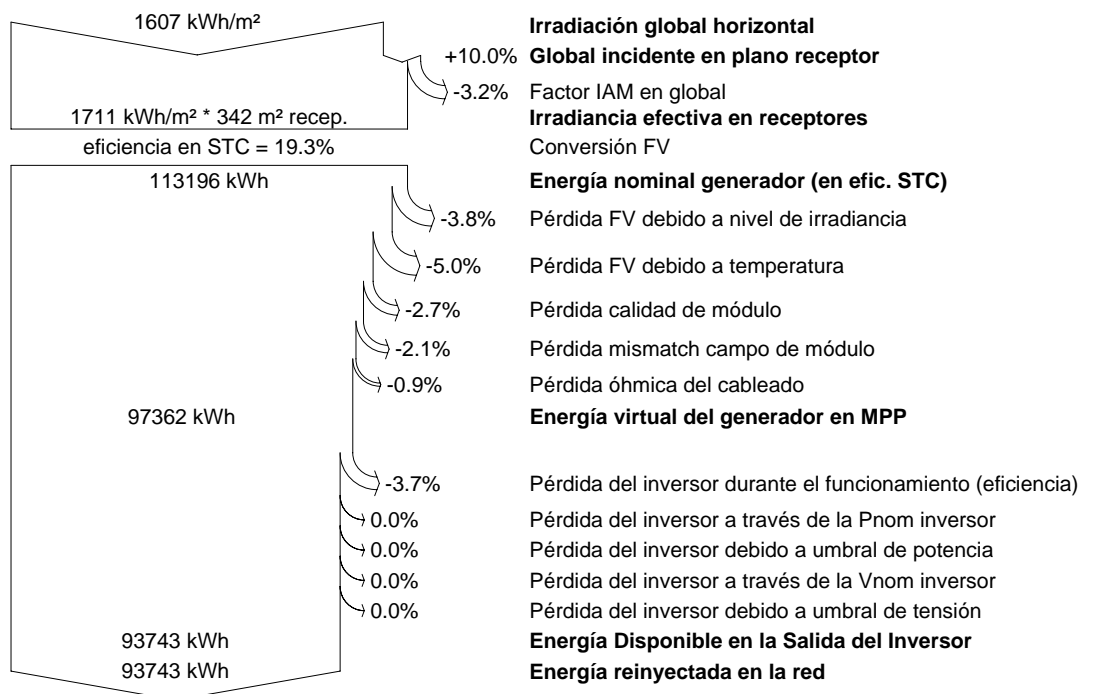 1607 kWh/m² Irradiación global horizontal
+10.0% Global incidente en plano receptor
-3.2% Factor IAM en global
1711 kWh/m² * 342 m² recep. Irradiancia efectiva en receptores
eficiencia en STC = 19.3% Conversión FV
113196 kWh Energía nominal generador (en efic. STC)
-3.8% Pérdida FV debido a nivel de irradiancia
-5.0% Pérdida FV debido a temperatura
-2.7% Pérdida calidad de módulo
-2.1% Pérdida mismatch campo de módulo
-0.9% Pérdida óhmica del cableado
97362 kWh Energía virtual del generador en MPP
-3.7% Pérdida del inversor durante el funcionamiento (eficiencia)
0.0% Pérdida del inversor a través de la Pnom inversor
0.0% Pérdida del inversor debido a umbral de potencia
0.0% Pérdida del inversor a través de la Vnom inversor
0.0% Pérdida del inversor debido a umbral de tensión
93743 kWh Energía Disponible en la Salida del Inversor
93743 kWh Energía reinyectada en la red